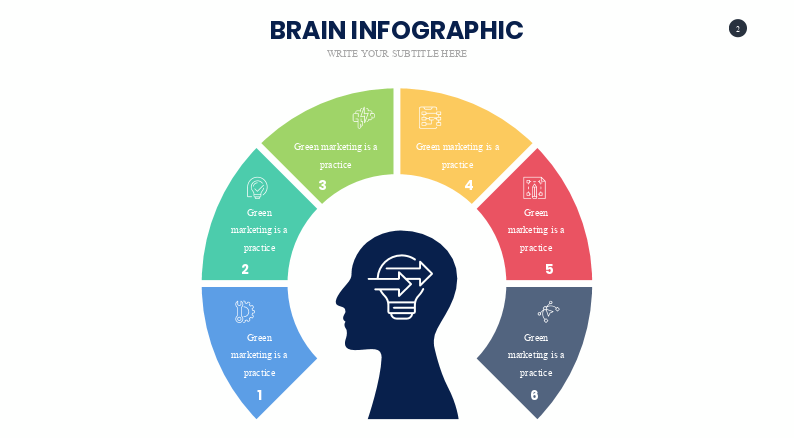 BRAIN INFOGRAPHIC
2
WRITE YOUR SUBTITLE HERE
Green
marketing is a
practice
1
Green
marketing is a
practice
2
Green marketing is a
practice
3
Green marketing is a
practice
4
Green
marketing is a
practice
5
Green
marketing is a
practice
6